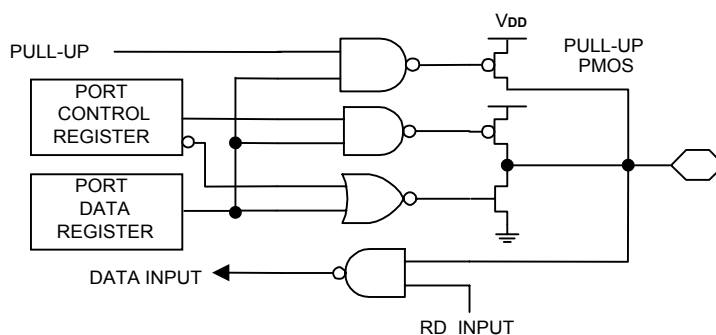 VDD
PULL-UP
PULL-UP
PMOS
PORT
CONTROL
REGISTER
PORT
DATA
REGISTER
DATA INPUT
RD INPUT